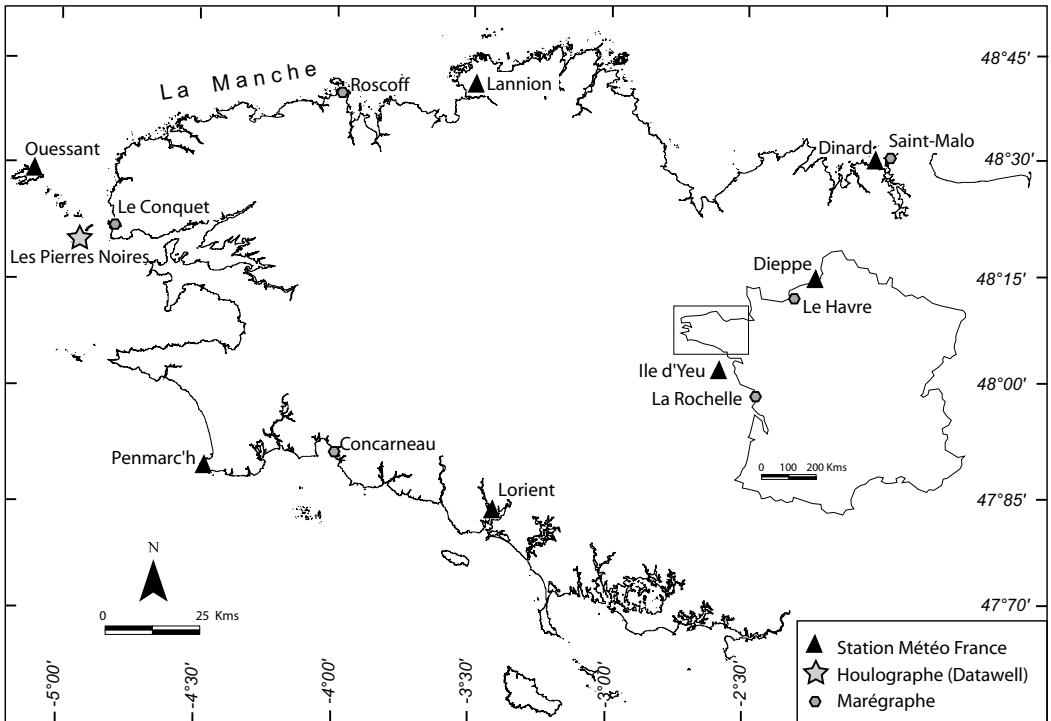 La Manche
Roscoff
Lannion
48°45'
Ouessant
Dinard
Saint-Malo
48°30'
Le Conquet
Les Pierres Noires
Dieppe
48°15'
Le Havre
Ile d'Yeu
48°00'
La Rochelle
Penmarc'h
Concarneau
0 100 200 Kms
Lorient
47°85'
N
0 25 Kms
47°70'
Station Météo France
Houlographe (Datawell)
Marégraphe
-5°00'
-4°30'
-4°00'
-3°30'
-3°00'
-2°30'